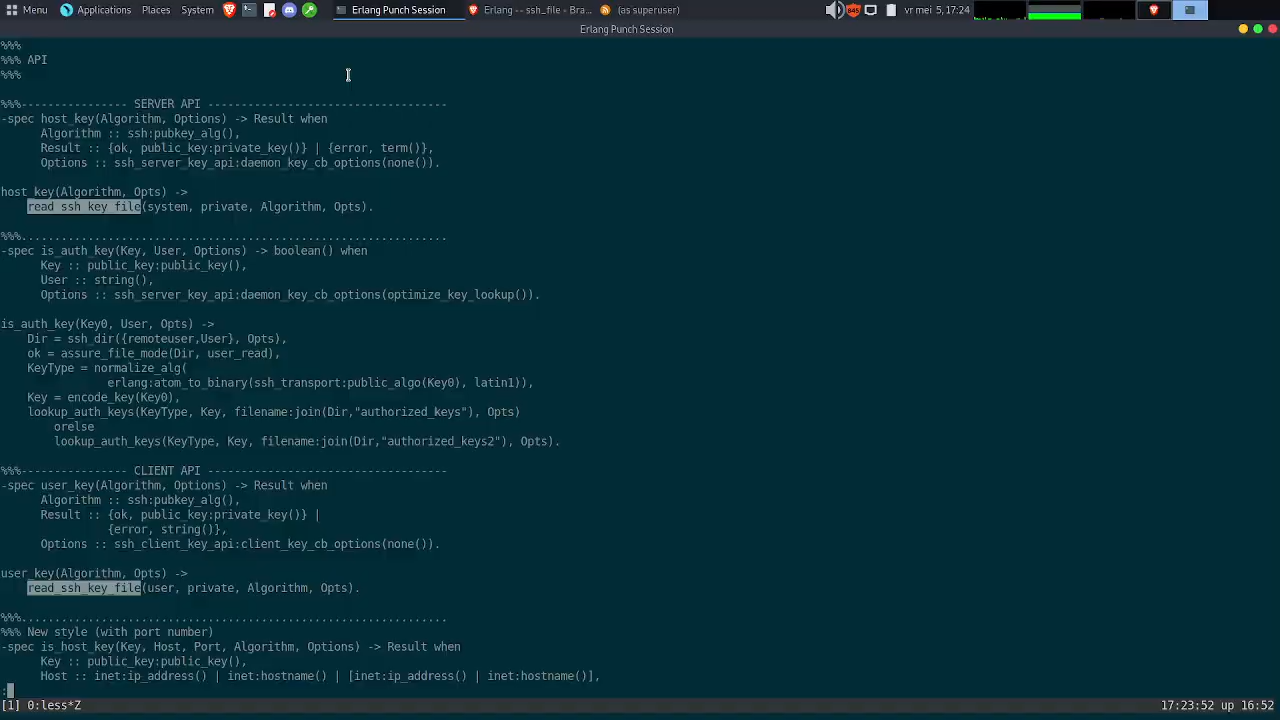 Menu Applications Places System Erlang Punch Session Erlang -- ssh_file - Bra... (as superuser) 645 vr mei 5, 17:24
Erlang Punch Session
%%%
%%% API
%%%
%%%---------------- SERVER API ------------------------------------
-spec host_key(Algorithm, Options) -> Result when
Algorithm :: ssh:pubkey_alg(),
Result :: {ok, public_key:private_key()} | {error, term()},
Options :: ssh_server_key_api:daemon_key_cb_options(none()).
host_key(Algorithm, Opts) ->
read_ssh_key_file(system, private, Algorithm, Opts).
%%%................................................................
-spec is_auth_key(Key, User, Options) -> boolean() when
Key :: public_key:public_key(),
User :: string(),
Options :: ssh_server_key_api:daemon_key_cb_options(optimize_key_lookup()).
is_auth_key(Key0, User, Opts) ->
Dir = ssh_dir({remoteuser,User}, Opts),
ok = assure_file_mode(Dir, user_read),
KeyType = normalize_alg(
erlang:atom_to_binary(ssh_transport:public_algo(Key0), latin1)),
Key = encode_key(Key0),
lookup_auth_keys(KeyType, Key, filename:join(Dir,"authorized_keys"), Opts)
orelse
lookup_auth_keys(KeyType, Key, filename:join(Dir,"authorized_keys2"), Opts).
%%%---------------- CLIENT API ------------------------------------
-spec user_key(Algorithm, Options) -> Result when
Algorithm :: ssh:pubkey_alg(),
Result :: {ok, public_key:private_key()} |
{error, string()},
Options :: ssh_client_key_api:client_key_cb_options(none()).
user_key(Algorithm, Opts) ->
read_ssh_key_file(user, private, Algorithm, Opts).
%%%................................................................
%%% New style (with port number)
-spec is_host_key(Key, Host, Port, Algorithm, Options) -> Result when
Key :: public_key:public_key(),
Host :: inet:ip_address() | inet:hostname() | [inet:ip_address() | inet:hostname()],
:
[1] 0:less*Z 17:23:52 up 16:52